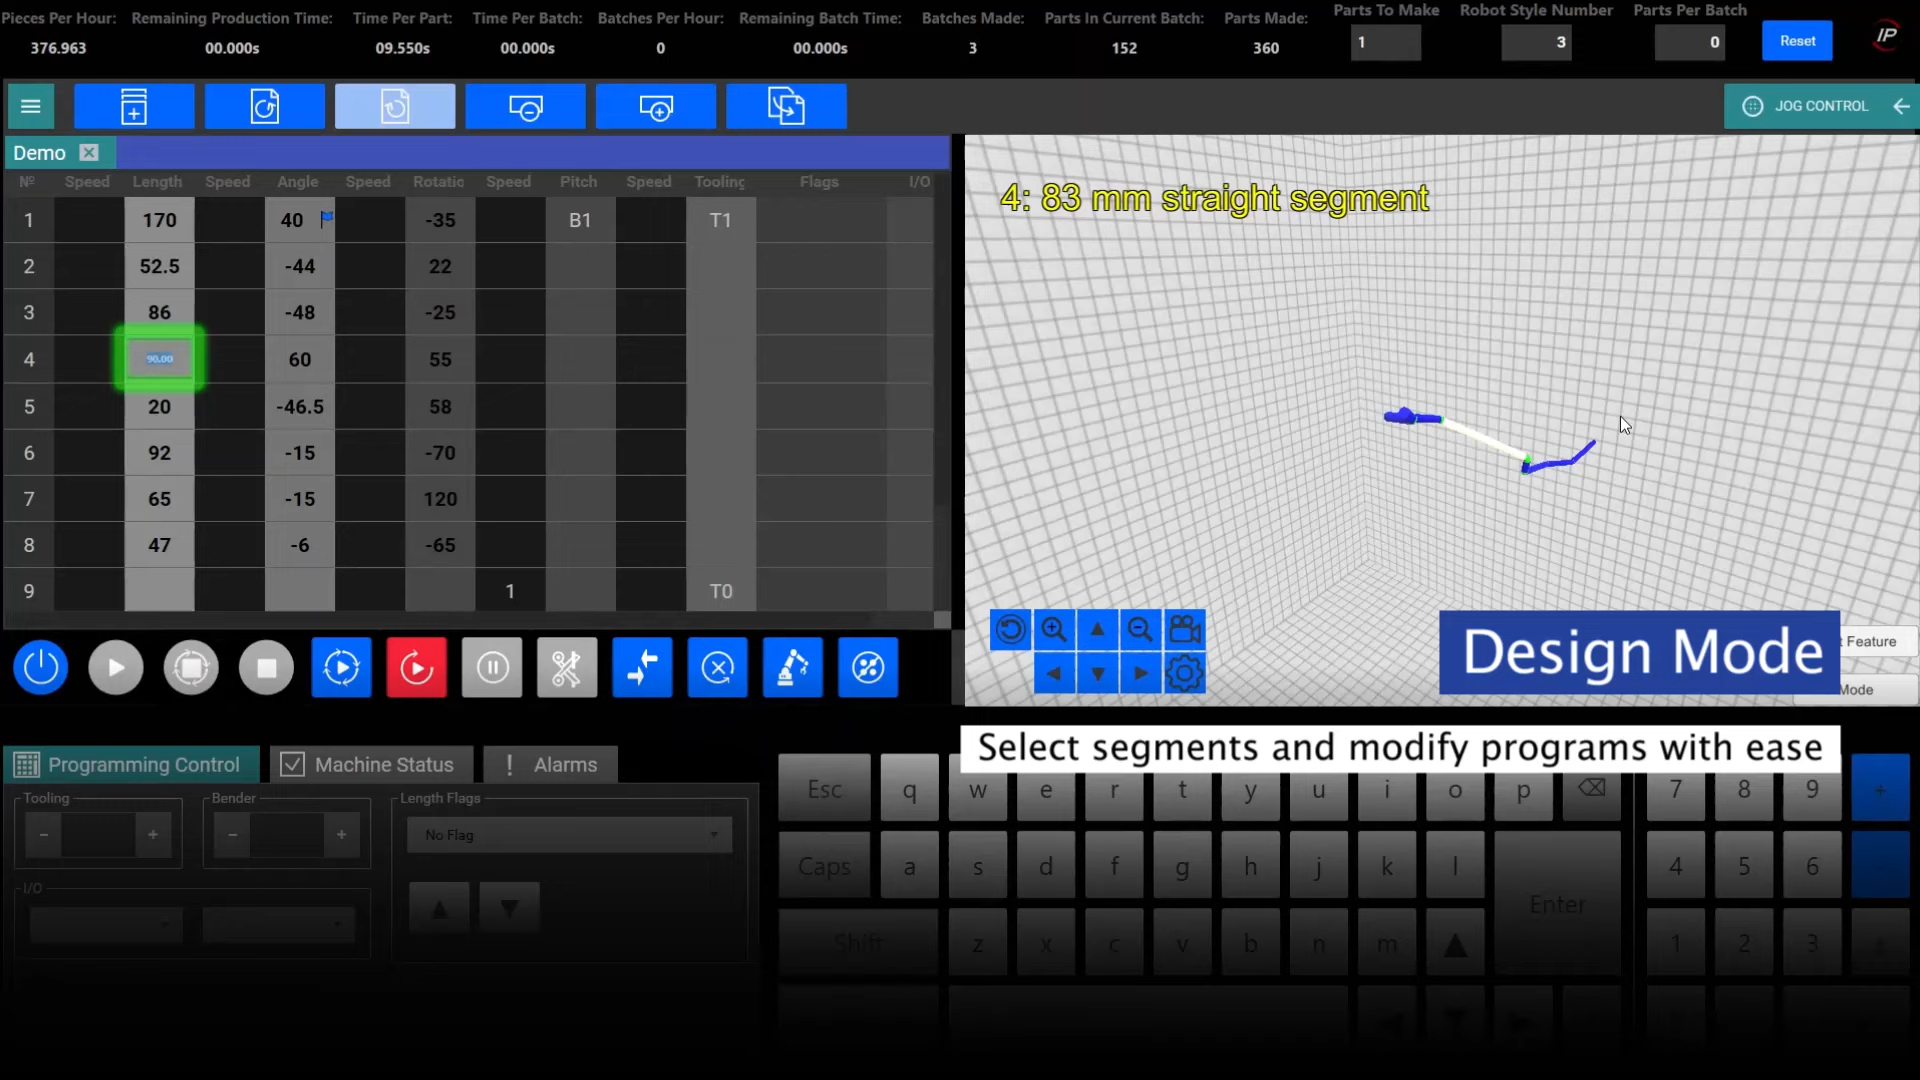 Pieces Per Hour: Remaining Production Time: Time Per Part: Time Per Batch: Batches Per Hour: Remaining Batch Time: Batches Made: Parts In Current Batch: Parts Made: Parts To Make Robot Style Number Parts Per Batch
376.963 00.000s 09.550s 00.000s 0 00.000s 3 152 360 1 3 0 Reset IP
JOG CONTROL
Demo
Nº Speed Length Speed Angle Speed Rotatic Speed Pitch Speed Tooling Flags I/O
1 170 40 -35 B1 T1
2 52.5 -44 22
3 86 -48 -25
4 90.00 60 55
5 20 -46.5 58
6 92 -15 -70
7 65 -15 120
8 47 -6 -65
9 1 T0
4: 83 mm straight segment
Design Mode
t Feature
Mode
Select segments and modify programs with ease
Programming Control Machine Status ! Alarms
Tooling Bender Length Flags
- + - + No Flag
I/O
Esc q w e r t y u i o p 7 8 9 +
Caps a s d f g h j k l Enter 4 5 6
Shift z x c v b n m 1 2 3